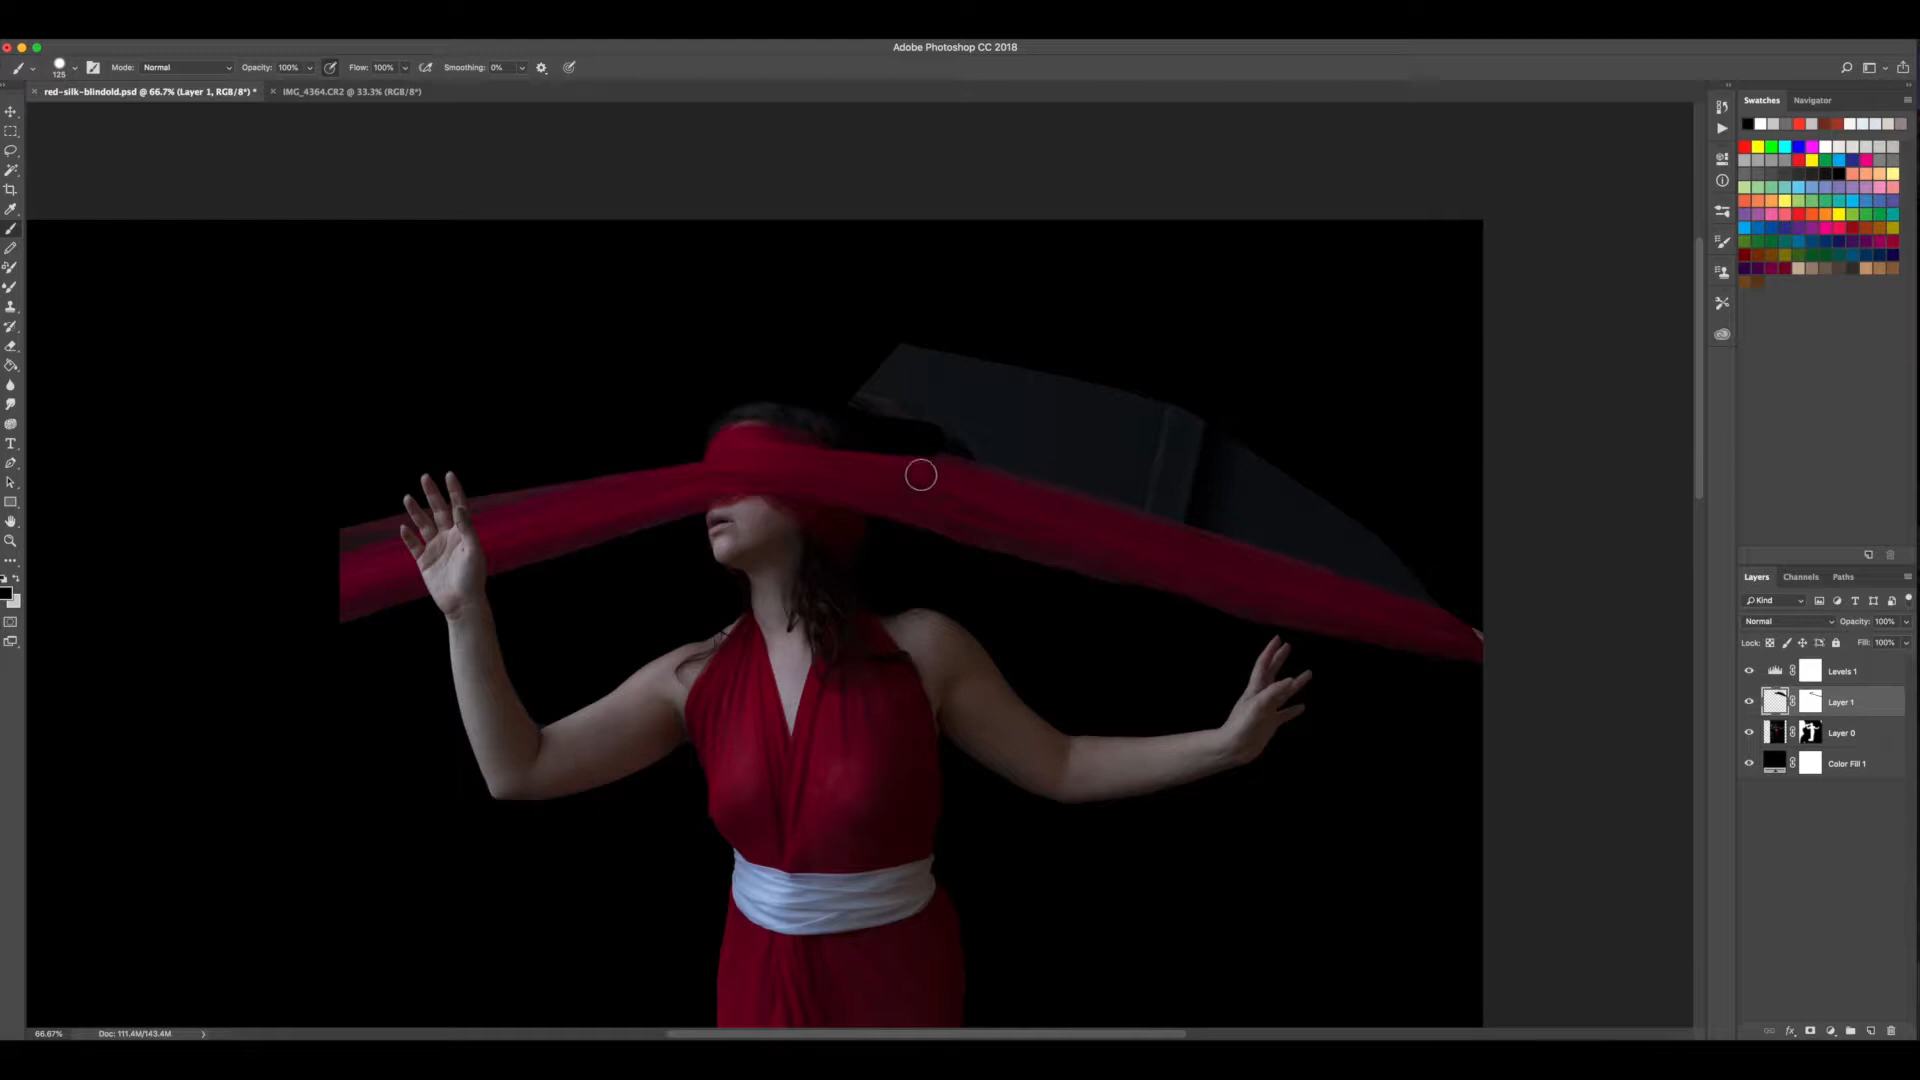 Adobe Photoshop CC 2018
125 Mode: Normal Opacity: 100% Flow: 100% Smoothing: 0%
red-silk-blindold.psd @ 66.7% (Layer 1, RGB/8*) * IMG_4364.CR2 @ 33.3% (RGB/8*)
Swatches Navigator
Layers Channels Paths
Kind
Normal Opacity: 100%
Lock: Fill: 100%
Levels 1
Layer 1
Layer 0
Color Fill 1
66.67% Doc: 111.4M/143.4M